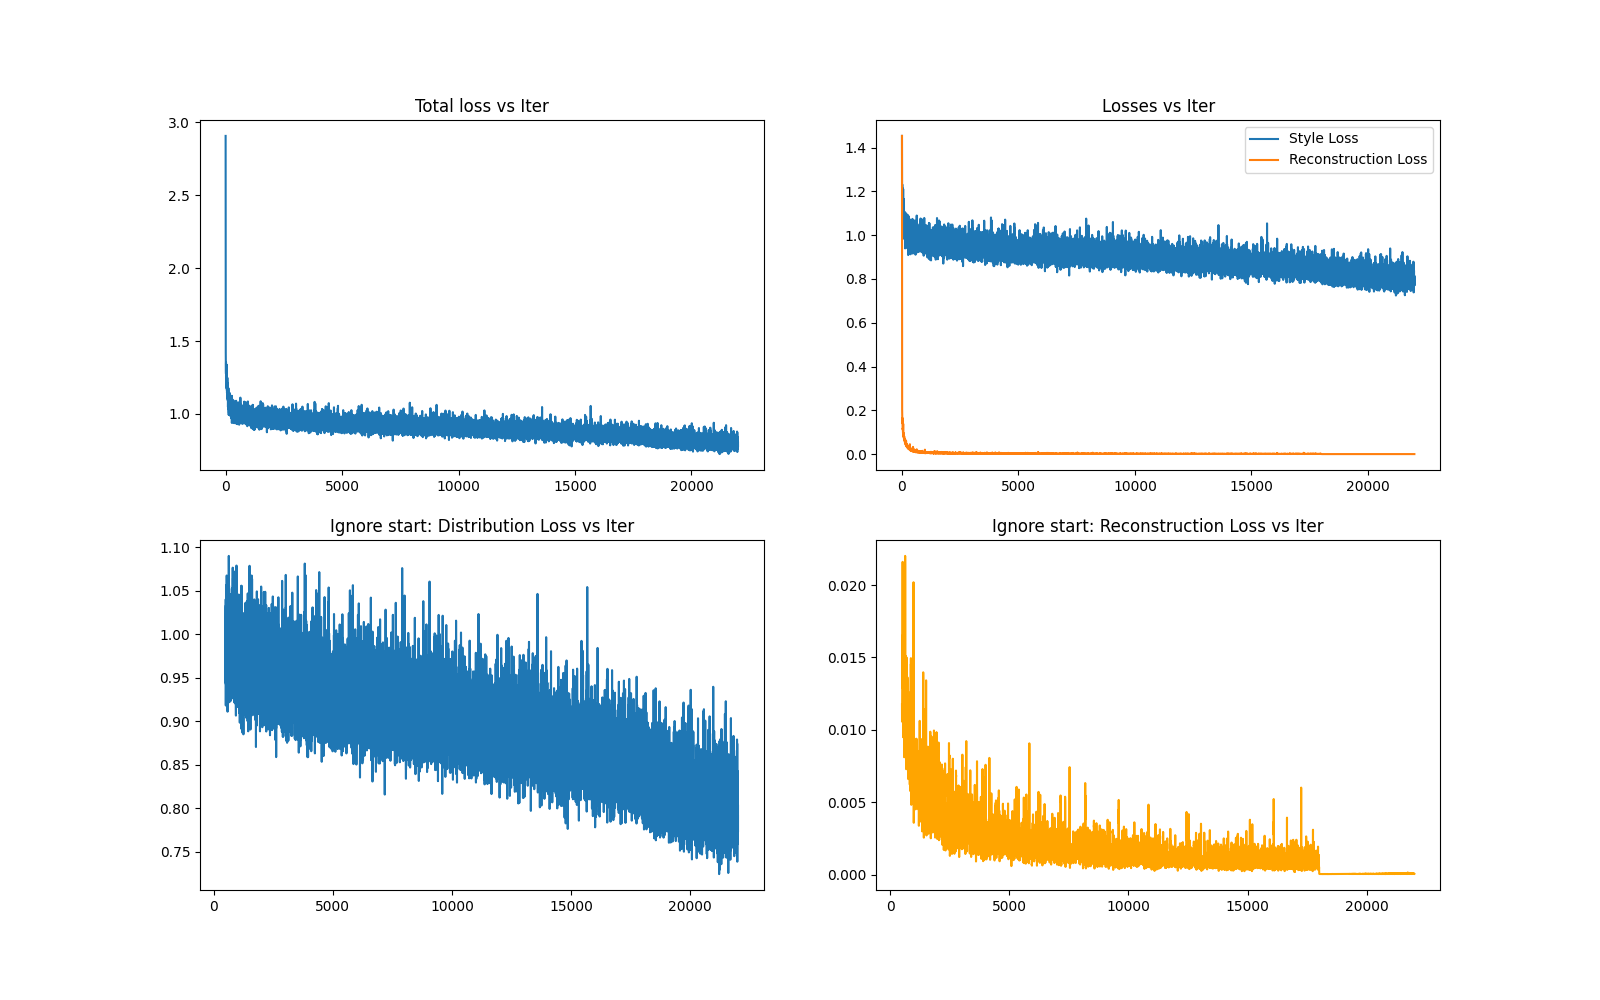 Total loss vs Iter
3.0
2.5
2.0
1.5
1.0
0 5000 10000 15000 20000
Losses vs Iter
Style Loss
Reconstruction Loss
1.4
1.2
1.0
0.8
0.6
0.4
0.2
0.0
0 5000 10000 15000 20000
Ignore start: Distribution Loss vs Iter
1.10
1.05
1.00
0.95
0.90
0.85
0.80
0.75
0 5000 10000 15000 20000
Ignore start: Reconstruction Loss vs Iter
0.020
0.015
0.010
0.005
0.000
0 5000 10000 15000 20000